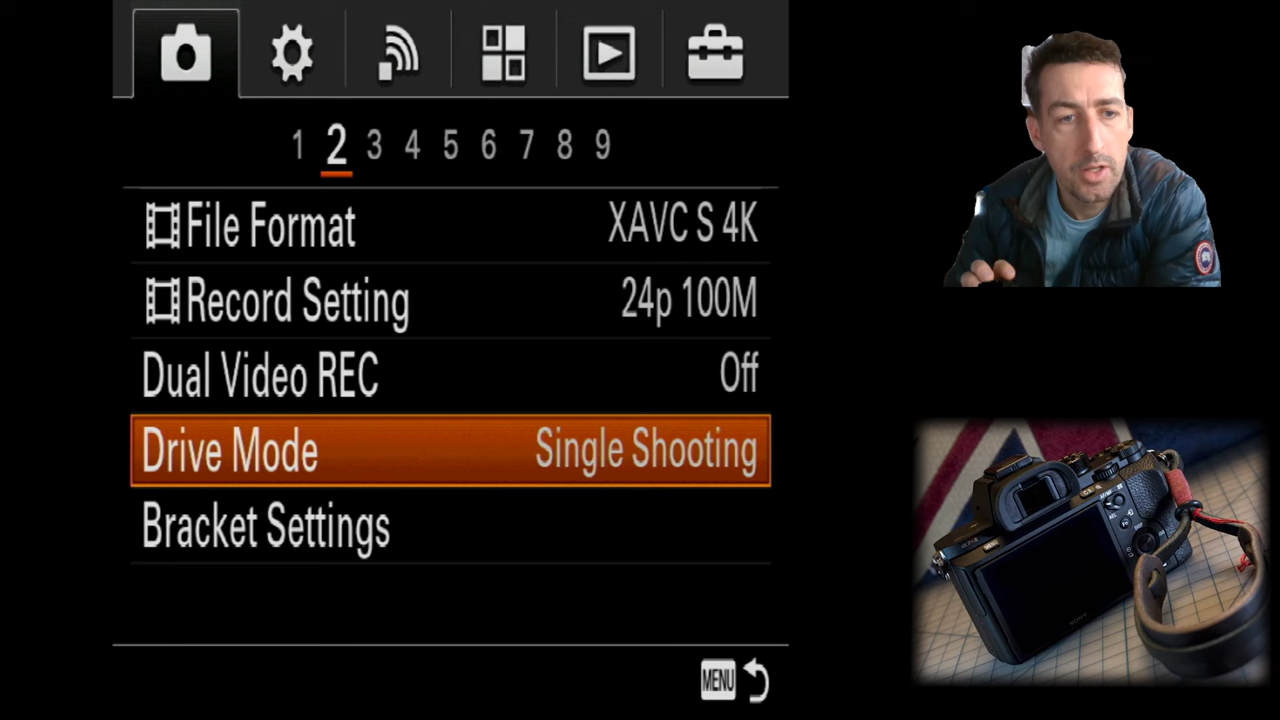 1 2 3 4 5 6 7 8 9
File Format XAVC S 4K
Record Setting 24p 100M
Dual Video REC Off
Drive Mode Single Shooting
Bracket Settings
MENU
SONY